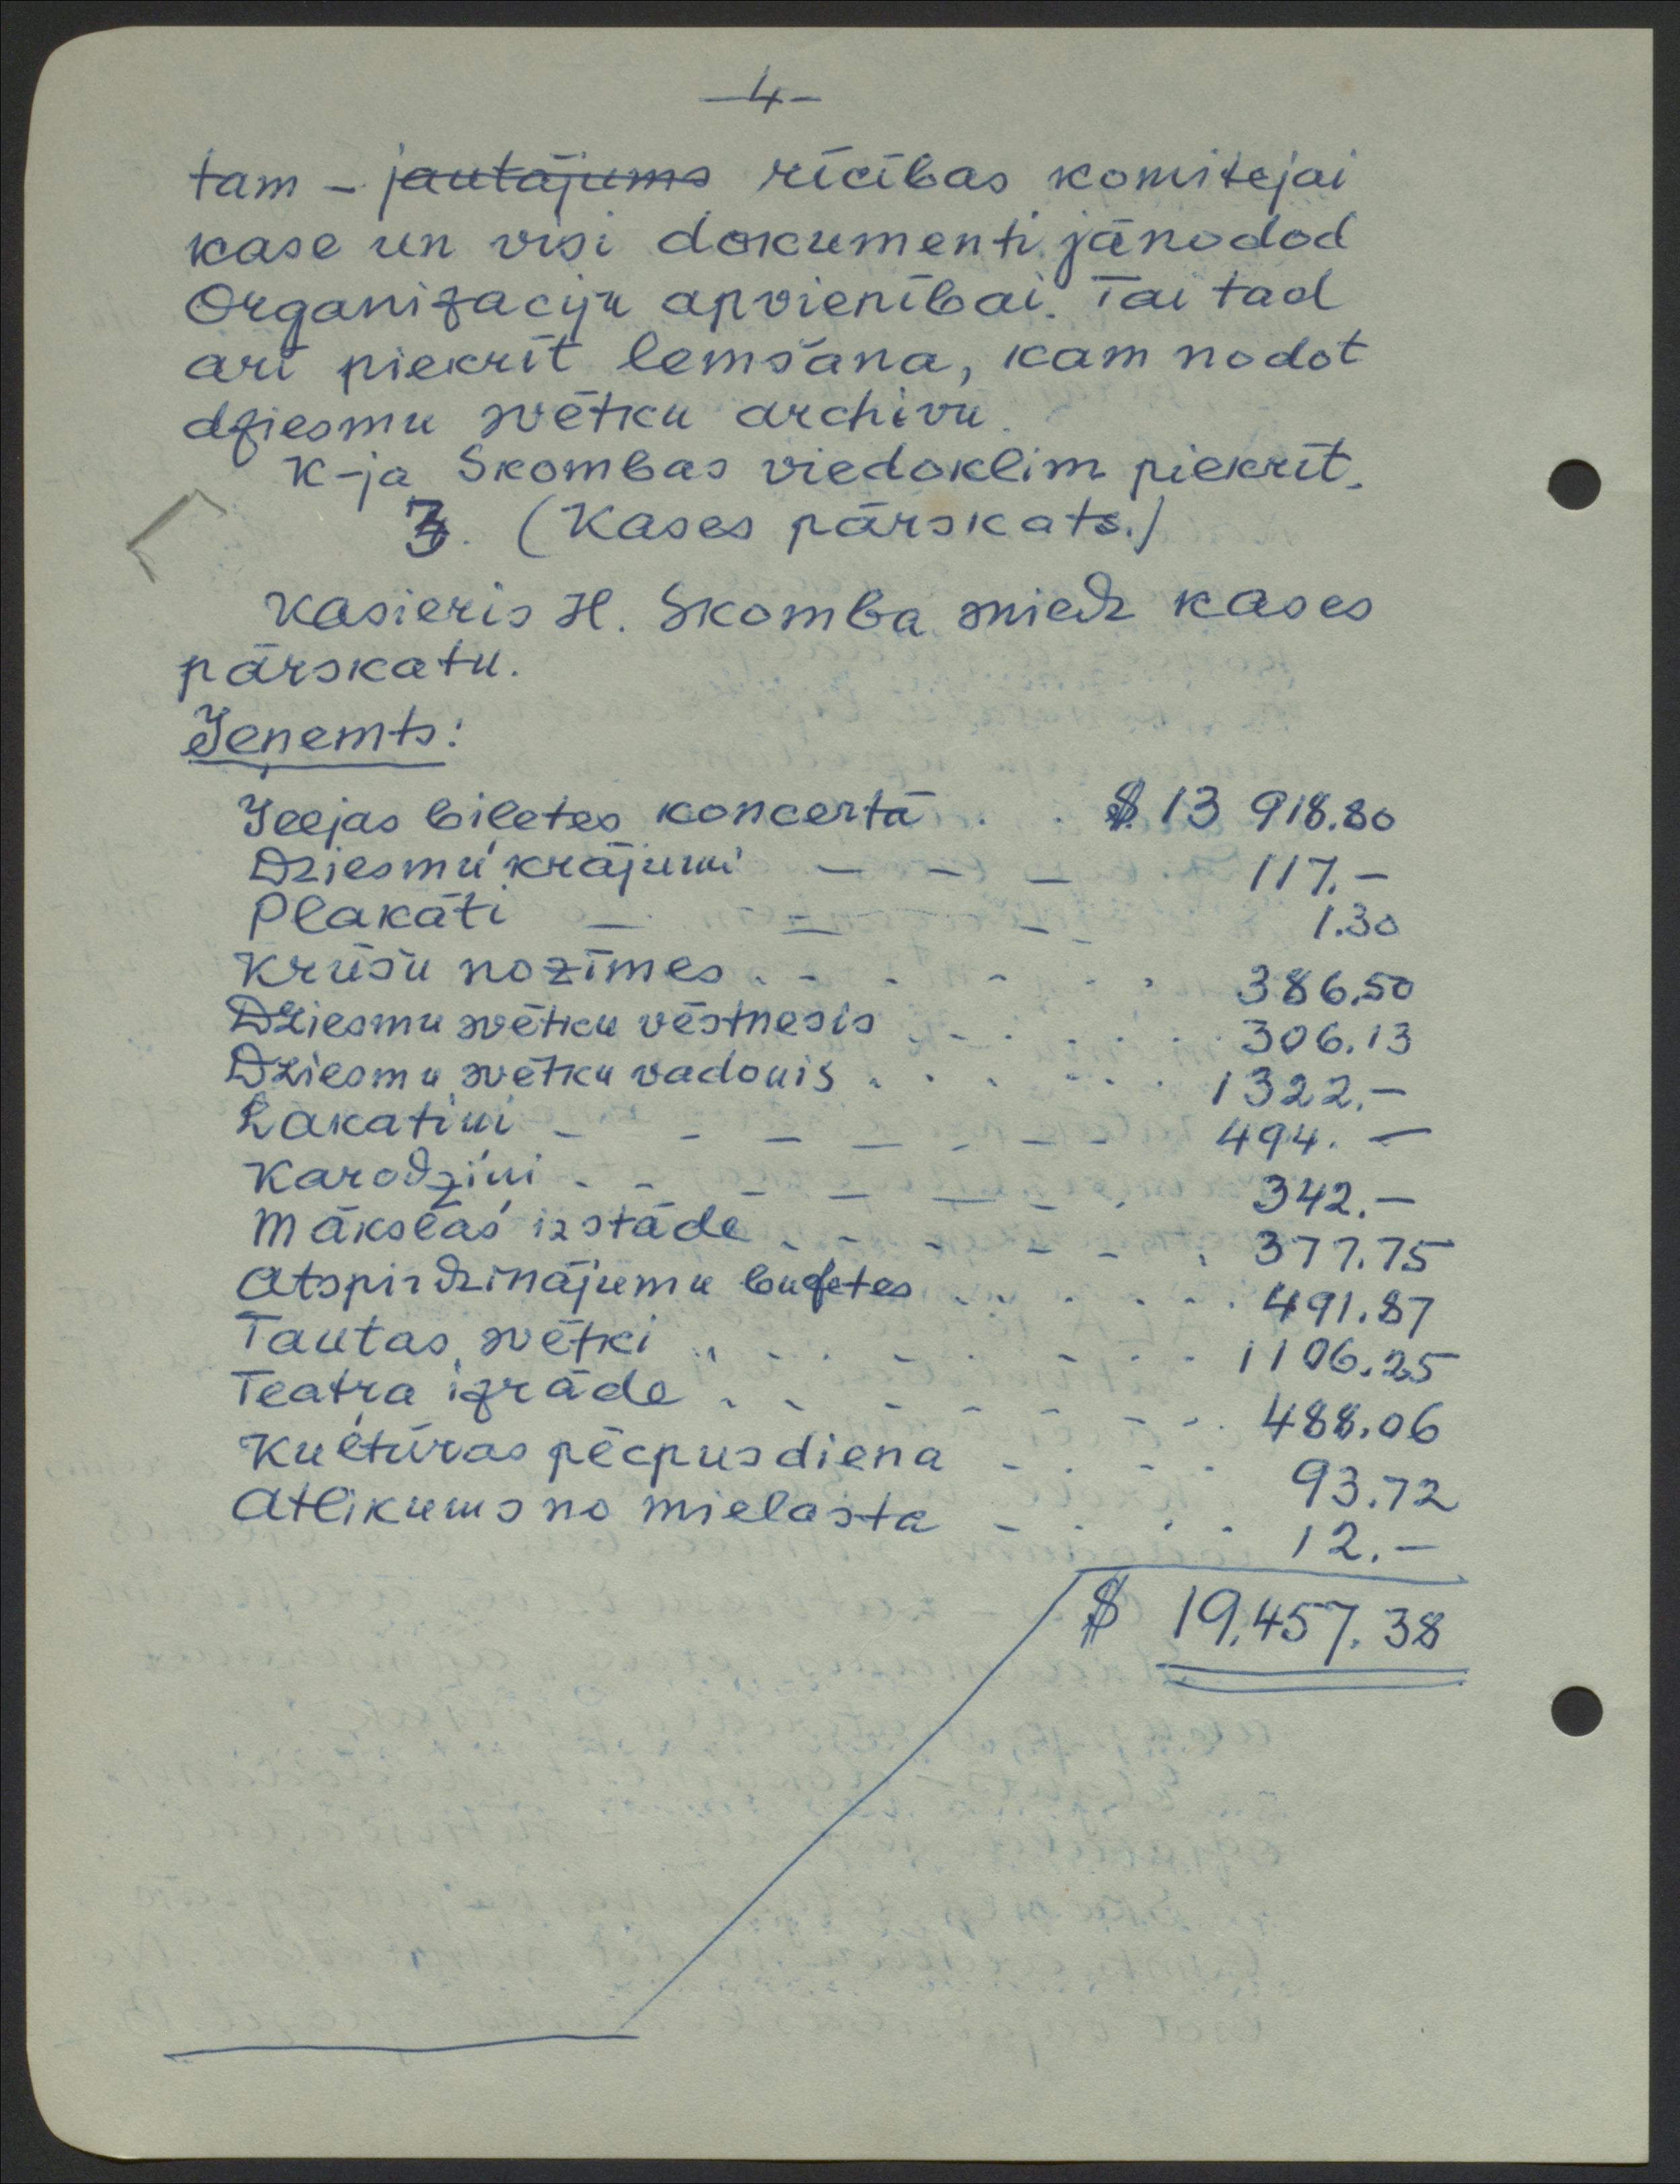 -4-
tam - jautājums rīcības komitejai
kase un visi dokumenti jānodod
Organizaciju apvienībai. Tai tad
arī piekrīt lemšana, kam nodot
dziesmu svētku archivu.
K-ja Skombas viedoklim piekrīt.
3. (Kases pārskats.)
Kasieris H. Skomba sniedz kases
pārskatu.
Ieņemts:
Ieejas biļetes koncertā . . $ 13 918.80
Dziesmu krājumi - - - 117.-
Plakāti - - - 1.30
Krūšu nozīmes . - . - - . 386.50
Dziesmu svētku vēstnesis . - . . . . . 306.13
Dziesmu svētku vadonis . . . - . . 1322.-
Lakatiņi - - - - - - - 494. -
Karodziņi . - - - - - . 342.-
Mākslas izstāde . - - - - . 377.75
Atspirdzinājumu bufetes . . . . - - . 491.87
Tautas svētki . . - . - . - . . 1106.25
Teatra izrāde . . - - - - - . 488.06
Kultūras pēcpusdiena - . - . 93.72
Atlikums no mielasta - . . . 12.-
$ 19.457.38